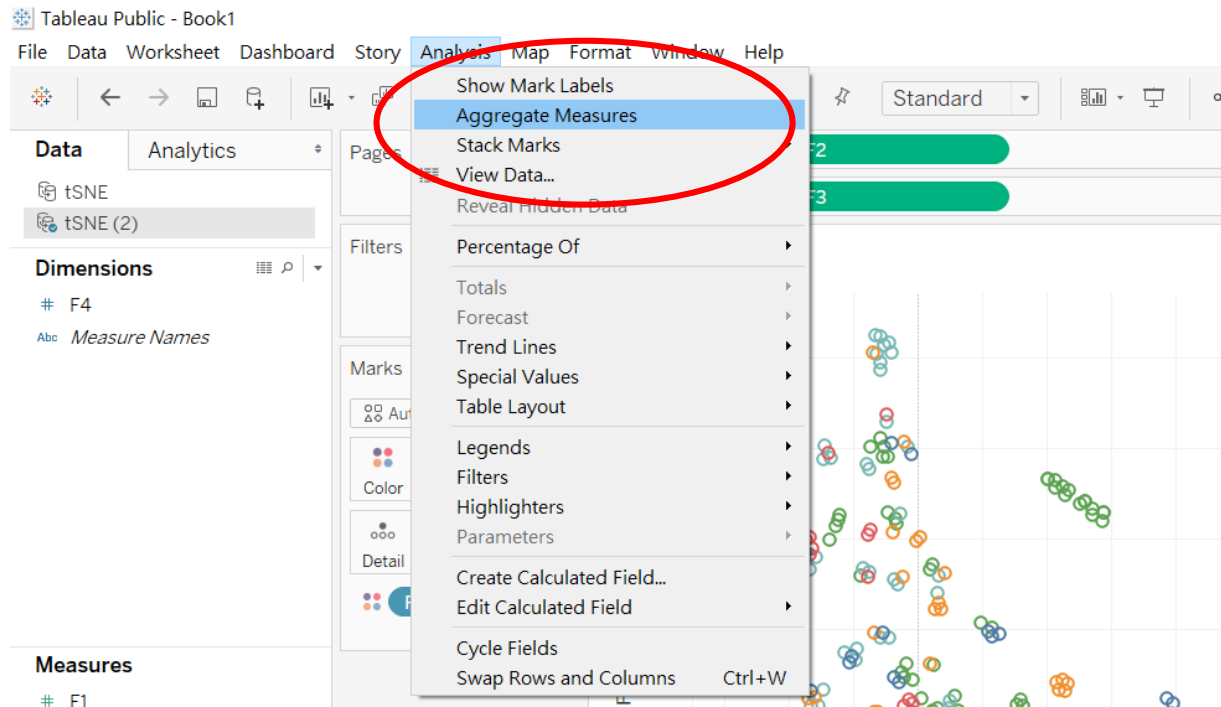 Tableau Public - Book1
File Data Worksheet Dashboard Story Analysis Map Format Window Help
Standard
Data
Analytics
tSNE
tSNE (2)
Dimensions
# F4
Abc Measure Names
Measures
# F1
Pages
Filters
Marks
Color
Detail
Show Mark Labels
Aggregate Measures
Stack Marks
View Data...
Reveal Hidden Data
Percentage Of
Totals
Forecast
Trend Lines
Special Values
Table Layout
Legends
Filters
Highlighters
Parameters
Create Calculated Field...
Edit Calculated Field
Cycle Fields
Swap Rows and Columns Ctrl+W
F2
F3